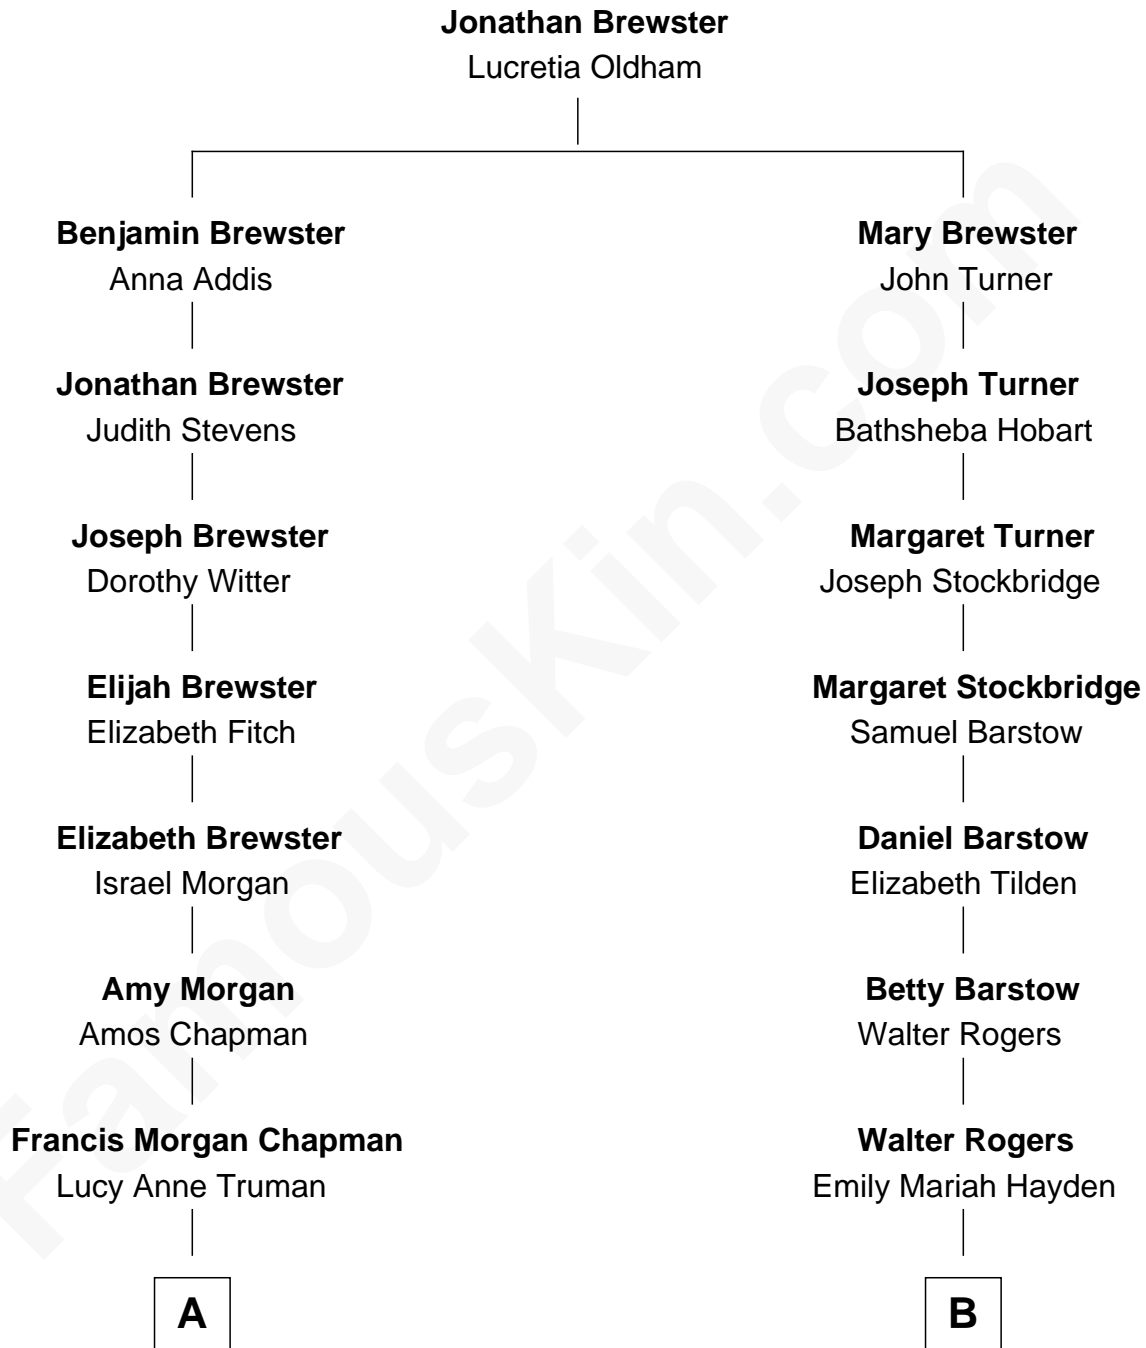 Jonathan Brewster
Lucretia Oldham
Benjamin Brewster
Anna Addis
Jonathan Brewster
Judith Stevens
Joseph Brewster
Dorothy Witter
Elijah Brewster
Elizabeth Fitch
Elizabeth Brewster
Israel Morgan
Amy Morgan
Amos Chapman
Francis Morgan Chapman
Lucy Anne Truman
A
Mary Brewster
John Turner
Joseph Turner
Bathsheba Hobart
Margaret Turner
Joseph Stockbridge
Margaret Stockbridge
Samuel Barstow
Daniel Barstow
Elizabeth Tilden
Betty Barstow
Walter Rogers
Walter Rogers
Emily Mariah Hayden
B
FamousKin.com